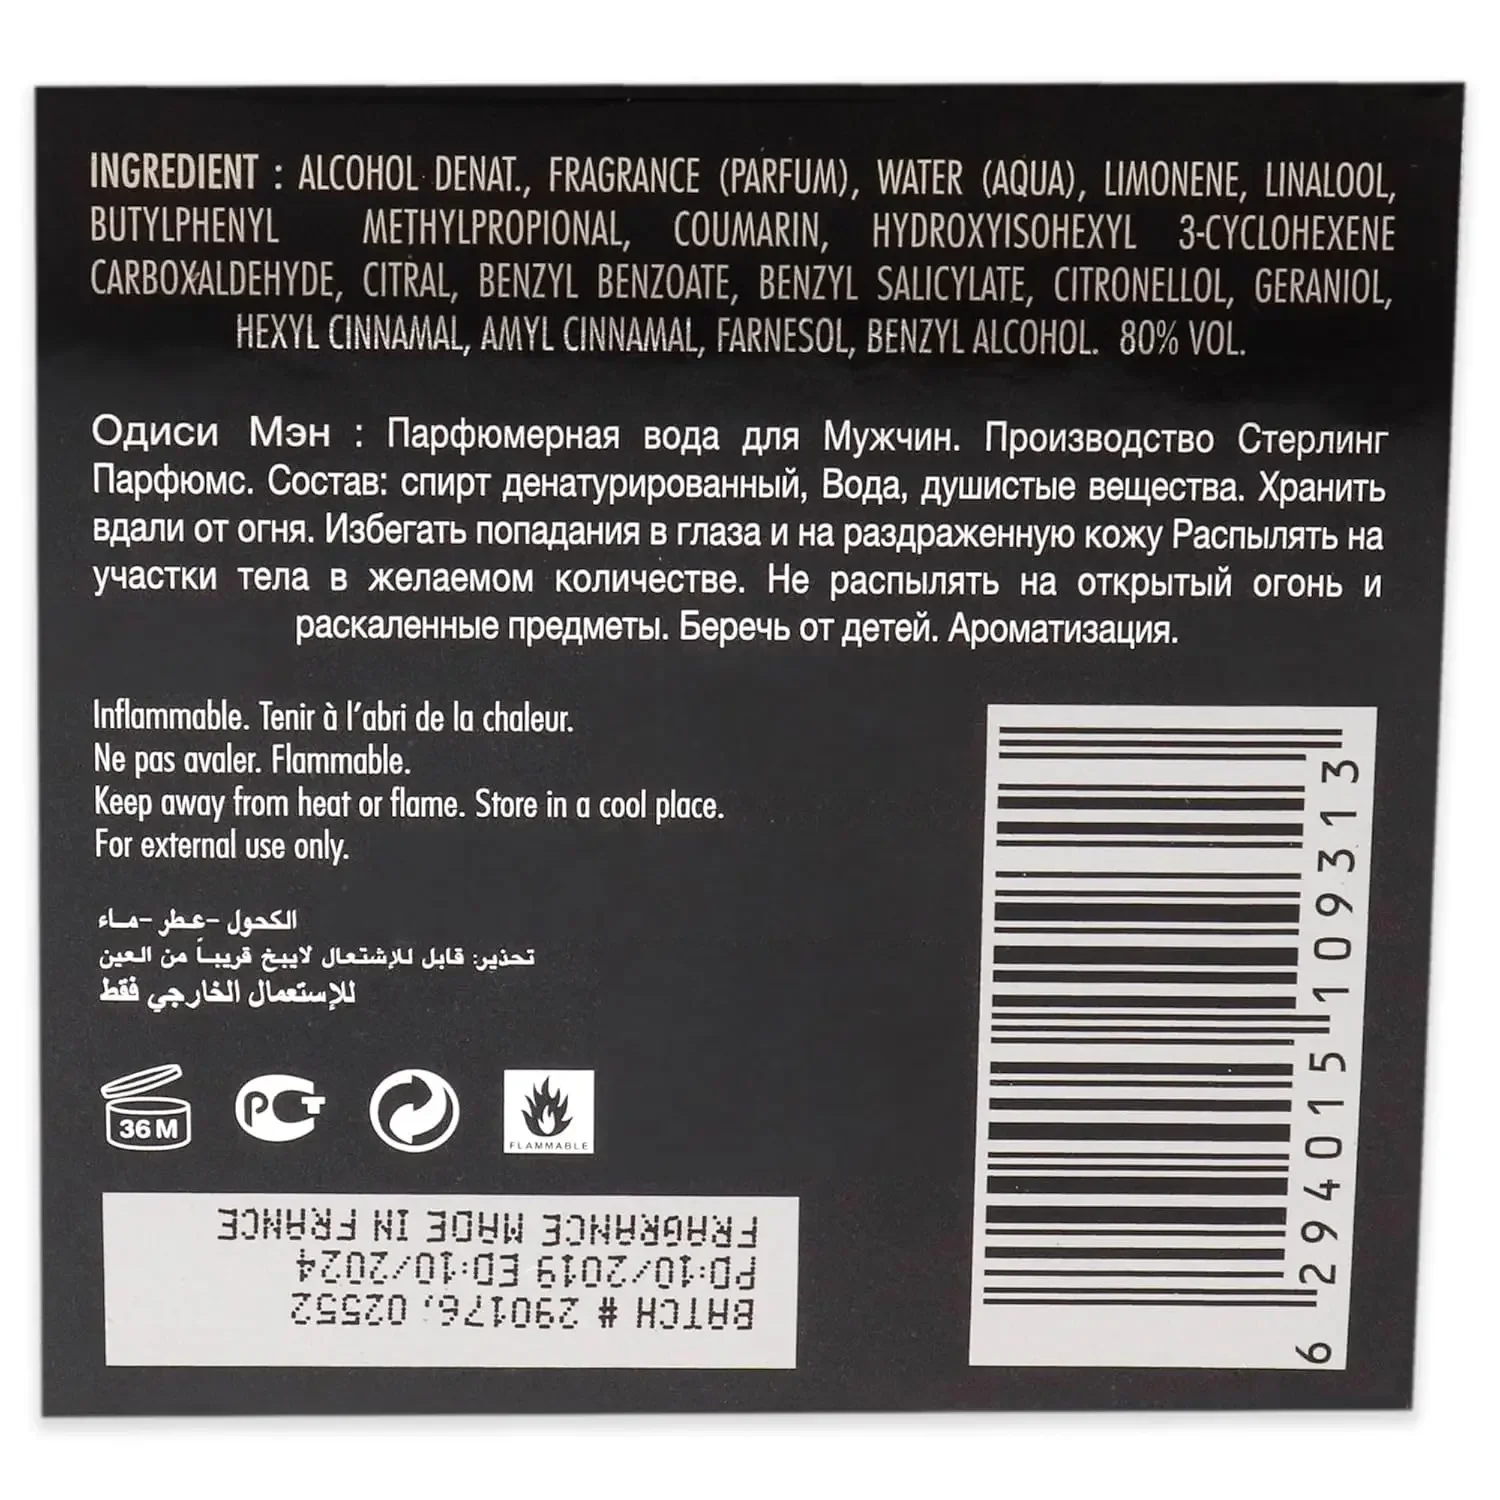 INGREDIENT : ALCOHOL DENAT., FRAGRANCE (PARFUM), WATER (AQUA), LIMONENE, LINALOOL,
BUTYLPHENYL METHYLPROPIONAL, COUMARIN, HYDROXYISOHEXYL 3-CYCLOHEXENE
CARBOXALDEHYDE, CITRAL, BENZYL BENZOATE, BENZYL SALICYLATE, CITRONELLOL, GERANIOL,
HEXYL CINNAMAL, AMYL CINNAMAL, FARNESOL, BENZYL ALCOHOL. 80% VOL.
Одиси Мэн : Парфюмерная вода для Мужчин. Производство Стерлинг
Парфюмс. Состав: спирт денатурированный, Вода, душистые вещества. Хранить
вдали от огня. Избегать попадания в глаза и на раздраженную кожу Распылять на
участки тела в желаемом количестве. Не распылять на открытый огонь и
раскаленные предметы. Беречь от детей. Ароматизация.
Inflammable. Tenir à l'abri de la chaleur.
Ne pas avaler. Flammable.
Keep away from heat or flame. Store in a cool place.
For external use only.
الكحول -عطر -ماء
تحذير: قابل للإشتعال لايبخ قريباً من العين
للإستعمال الخارجي فقط
36 M
РСТ
FLAMMABLE
BATCH # 290176, 02552
PD:10/2019 ED:10/2024
FRAGRANCE MADE IN FRANCE
6 294015 109313